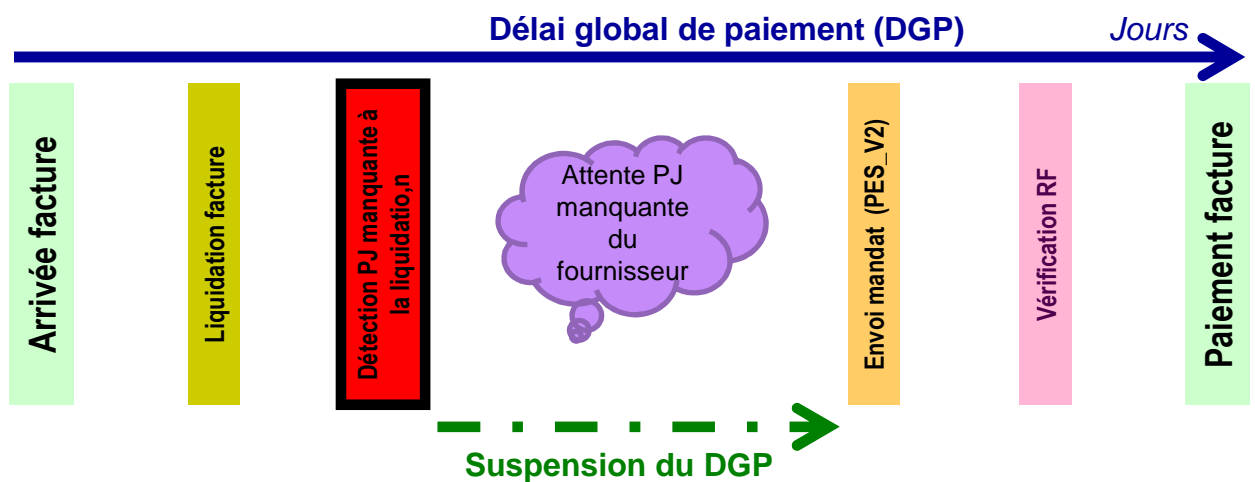 Délai global de paiement (DGP)
Jours
Arrivée facture
Liquidation facture
Détection PJ manquante à
la liquidatio,n
Attente PJ
manquante
du
fournisseur
Envoi mandat (PES_V2)
Vérification RF
Paiement facture
Suspension du DGP